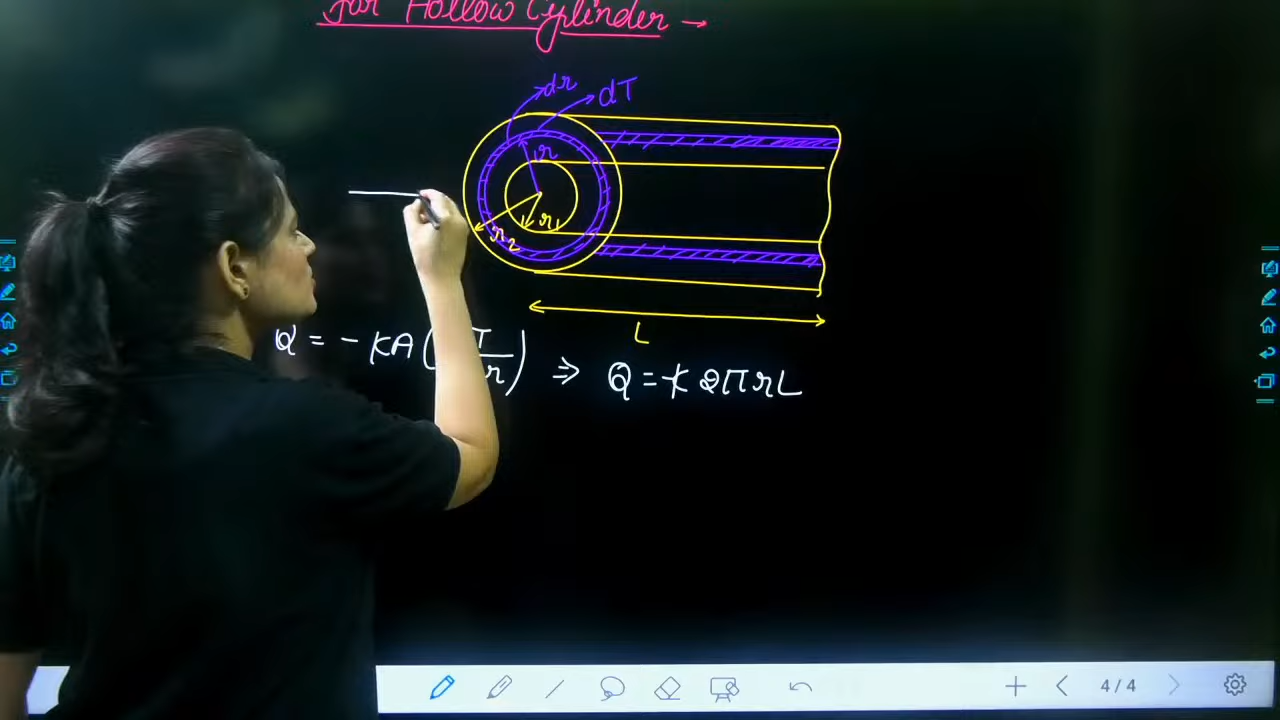 for Hollow Cylinder →
dr
dT
r
r1
r2
L
Q = - KA ( T / r ) ⇒ Q = -K 2πrL
4/4